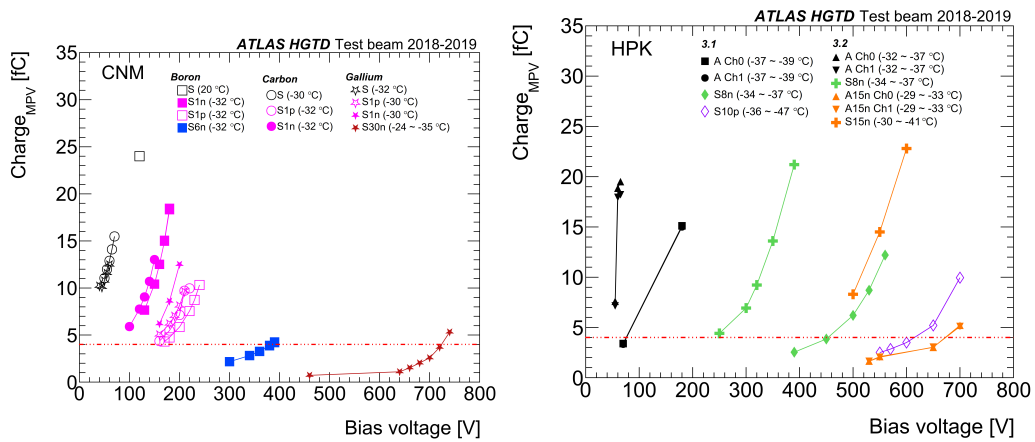 ATLAS HGTD Test beam 2018-2019
Charge_MPV [fC]
CNM
Boron
S (20 °C)
S1n (-32 °C)
S1p (-32 °C)
S6n (-32 °C)
Carbon
S (-30 °C)
S1p (-32 °C)
S1n (-32 °C)
Gallium
S (-32 °C)
S1p (-30 °C)
S1n (-30 °C)
S30n (-24 ~ -35 °C)
35
30
25
20
15
10
5
0
0 100 200 300 400 500 600 700 800
Bias voltage [V]
ATLAS HGTD Test beam 2018-2019
Charge_MPV [fC]
HPK
3.1
A Ch0 (-37 ~ -39 °C)
A Ch1 (-37 ~ -39 °C)
S8n (-34 ~ -37 °C)
S10p (-36 ~ -47 °C)
3.2
A Ch0 (-32 ~ -37 °C)
A Ch1 (-32 ~ -37 °C)
S8n (-34 ~ -37 °C)
A15n Ch0 (-29 ~ -33 °C)
A15n Ch1 (-29 ~ -33 °C)
S15n (-30 ~ -41 °C)
35
30
25
20
15
10
5
0
0 100 200 300 400 500 600 700 800
Bias voltage [V]